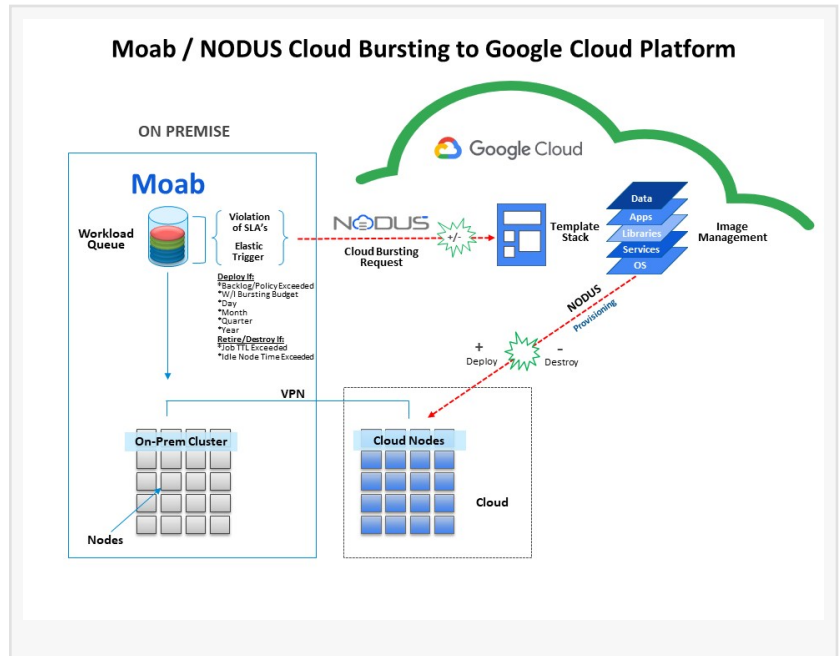 Moab / NODUS Cloud Bursting to Google Cloud Platform
ON PREMISE
Google Cloud
Moab
Workload
Queue
Violation
of SLA's
Elastic
Trigger
NODUS
Cloud Bursting
Request
+/-
Template
Stack
Data
Apps
Libraries
Services
OS
Image
Management
Deploy If:
*Backlog/Policy Exceeded
*W/I Bursting Budget
*Day
*Month
*Quarter
*Year
Retire/Destroy If:
*Job TTL Exceeded
*Idle Node Time Exceeded
NODUS
Provisioning
+
Deploy
-
Destroy
VPN
On-Prem Cluster
Cloud Nodes
Cloud
Nodes